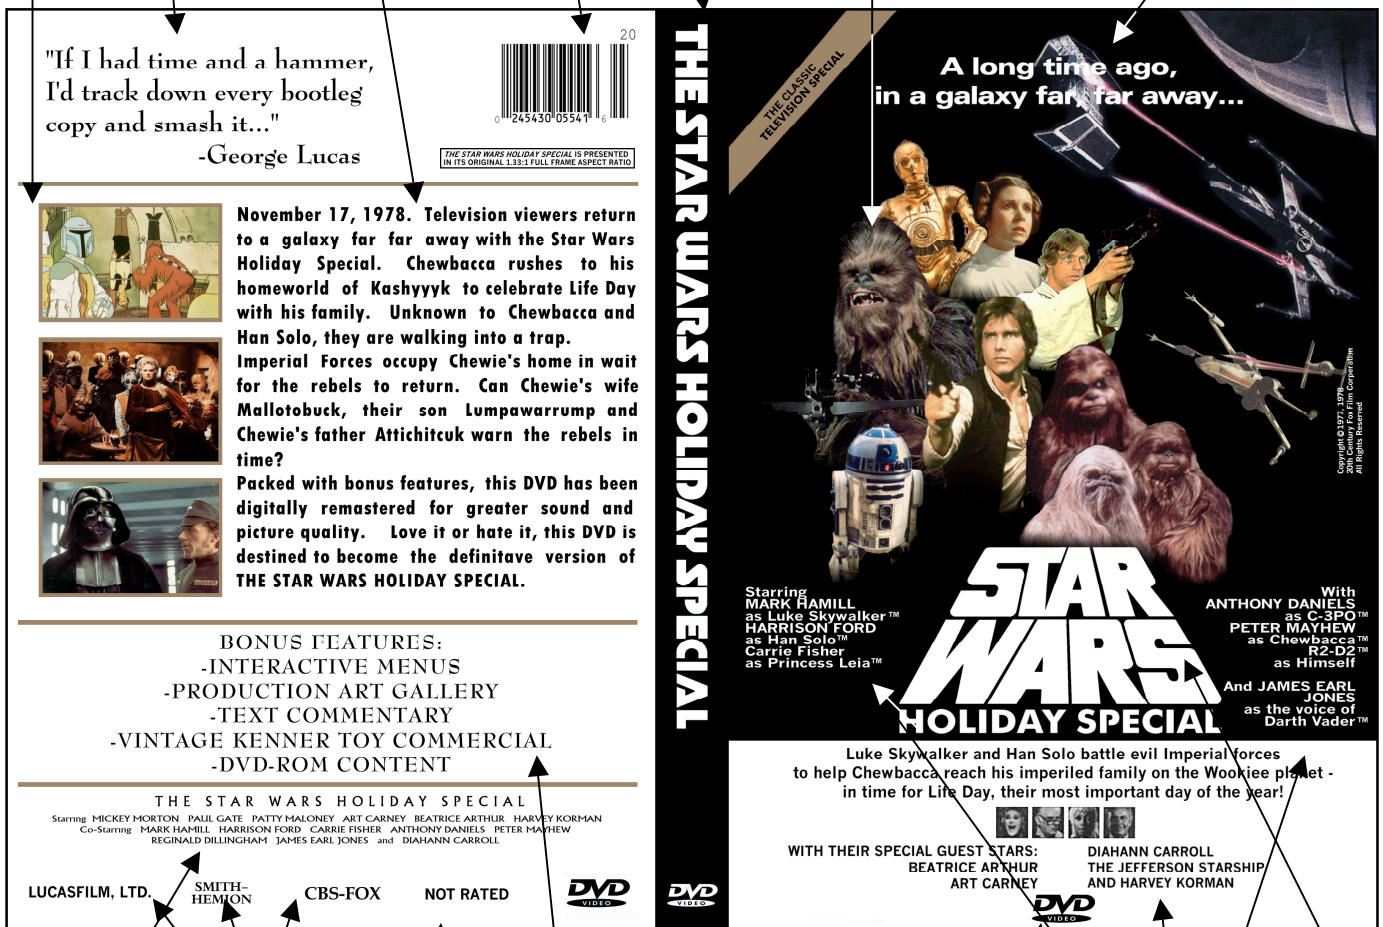 "If I had time and a hammer,
I'd track down every bootleg
copy and smash it..."
-George Lucas
20
0 245430 05541 6
THE STAR WARS HOLIDAY SPECIAL IS PRESENTED
IN ITS ORIGINAL 1.33:1 FULL FRAME ASPECT RATIO
November 17, 1978. Television viewers return
to a galaxy far far away with the Star Wars
Holiday Special. Chewbacca rushes to his
homeworld of Kashyyyk to celebrate Life Day
with his family. Unknown to Chewbacca and
Han Solo, they are walking into a trap.
Imperial Forces occupy Chewie's home in wait
for the rebels to return. Can Chewie's wife
Mallotobuck, their son Lumpawarrump and
Chewie's father Attichitcuk warn the rebels in
time?
Packed with bonus features, this DVD has been
digitally remastered for greater sound and
picture quality. Love it or hate it, this DVD is
destined to become the definitave version of
THE STAR WARS HOLIDAY SPECIAL.
BONUS FEATURES:
-INTERACTIVE MENUS
-PRODUCTION ART GALLERY
-TEXT COMMENTARY
-VINTAGE KENNER TOY COMMERCIAL
-DVD-ROM CONTENT
THE STAR WARS HOLIDAY SPECIAL
Starring MICKEY MORTON PAUL GATE PATTY MALONEY ART CARNEY BEATRICE ARTHUR HARVEY KORMAN
Co-Starring MARK HAMILL HARRISON FORD CARRIE FISHER ANTHONY DANIELS PETER MAYHEW
REGINALD DILLINGHAM JAMES EARL JONES and DIAHANN CARROLL
LUCASFILM, LTD.
SMITH-
HEMION
CBS-FOX
NOT RATED
DVD
VIDEO
THE STAR WARS HOLIDAY SPECIAL
DVD
VIDEO
THE CLASSIC
TELEVISION SPECIAL
A long time ago,
in a galaxy far, far away...
Copyright © 1977, 1978
20th Century Fox Film Corporation
All Rights Reserved
Starring
MARK HAMILL
as Luke Skywalker™
HARRISON FORD
as Han Solo™
Carrie Fisher
as Princess Leia™
STAR
WARS
HOLIDAY SPECIAL
With
ANTHONY DANIELS
as C-3PO™
PETER MAYHEW
as Chewbacca™
R2-D2™
as Himself
And JAMES EARL
JONES
as the voice of
Darth Vader™
Luke Skywalker and Han Solo battle evil Imperial forces
to help Chewbacca reach his imperiled family on the Wookiee planet -
in time for Life Day, their most important day of the year!
WITH THEIR SPECIAL GUEST STARS:
BEATRICE ARTHUR
ART CARNEY
DIAHANN CARROLL
THE JEFFERSON STARSHIP
AND HARVEY KORMAN
DVD
VIDEO